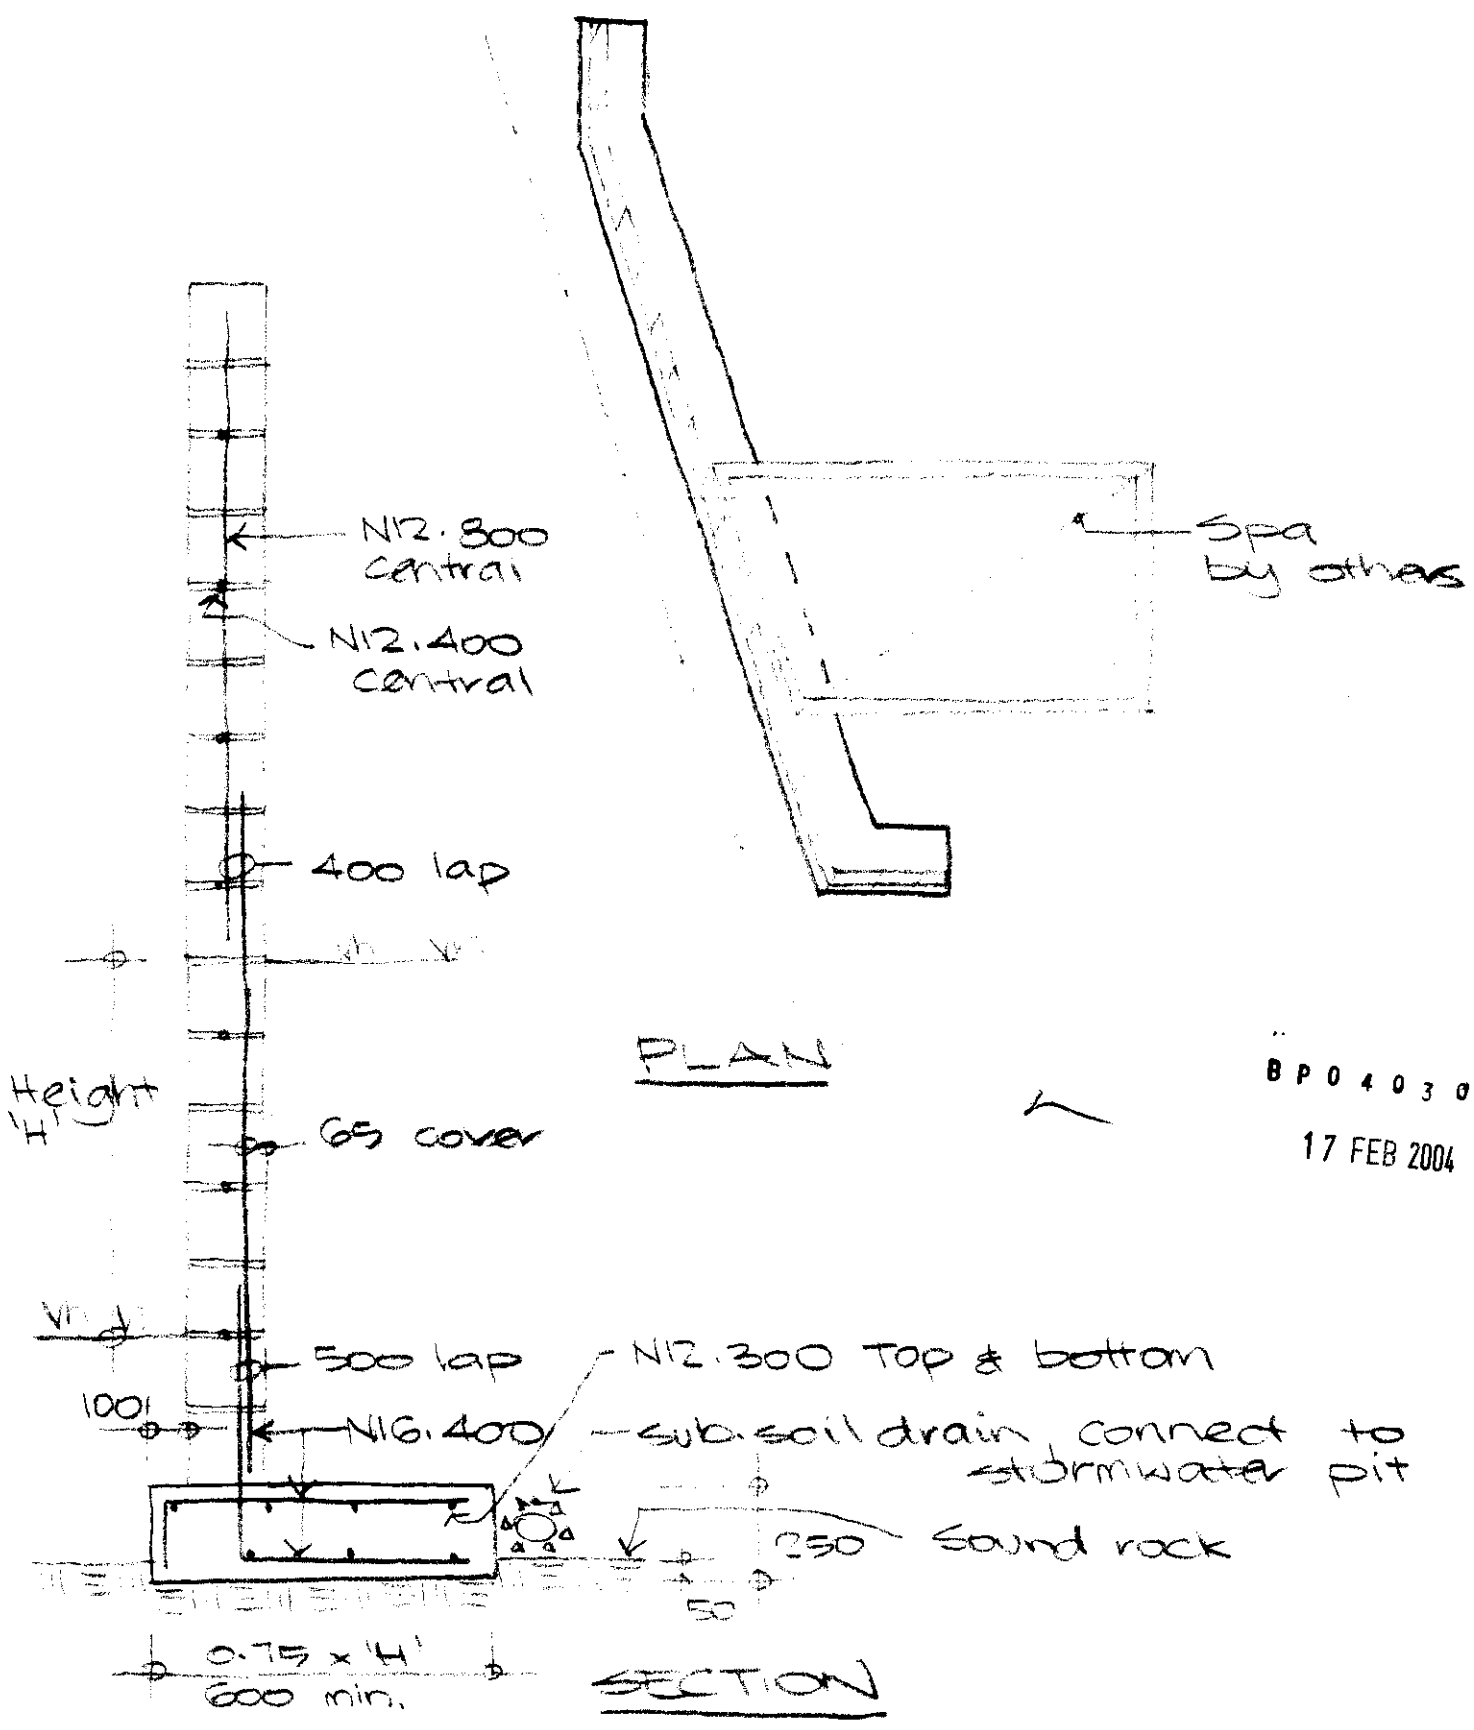 N12.800
central
N12.400
central
Spa
by others
400 lap
PLAN
Height
'H'
65 cover
BP0403
17 FEB 2004
500 lap
N12.300 Top & bottom
100
N16.400
sub.soil drain, connect to
stormwater pit
250
Sound rock
50
0.75 x 'H'
600 min.
SECTION